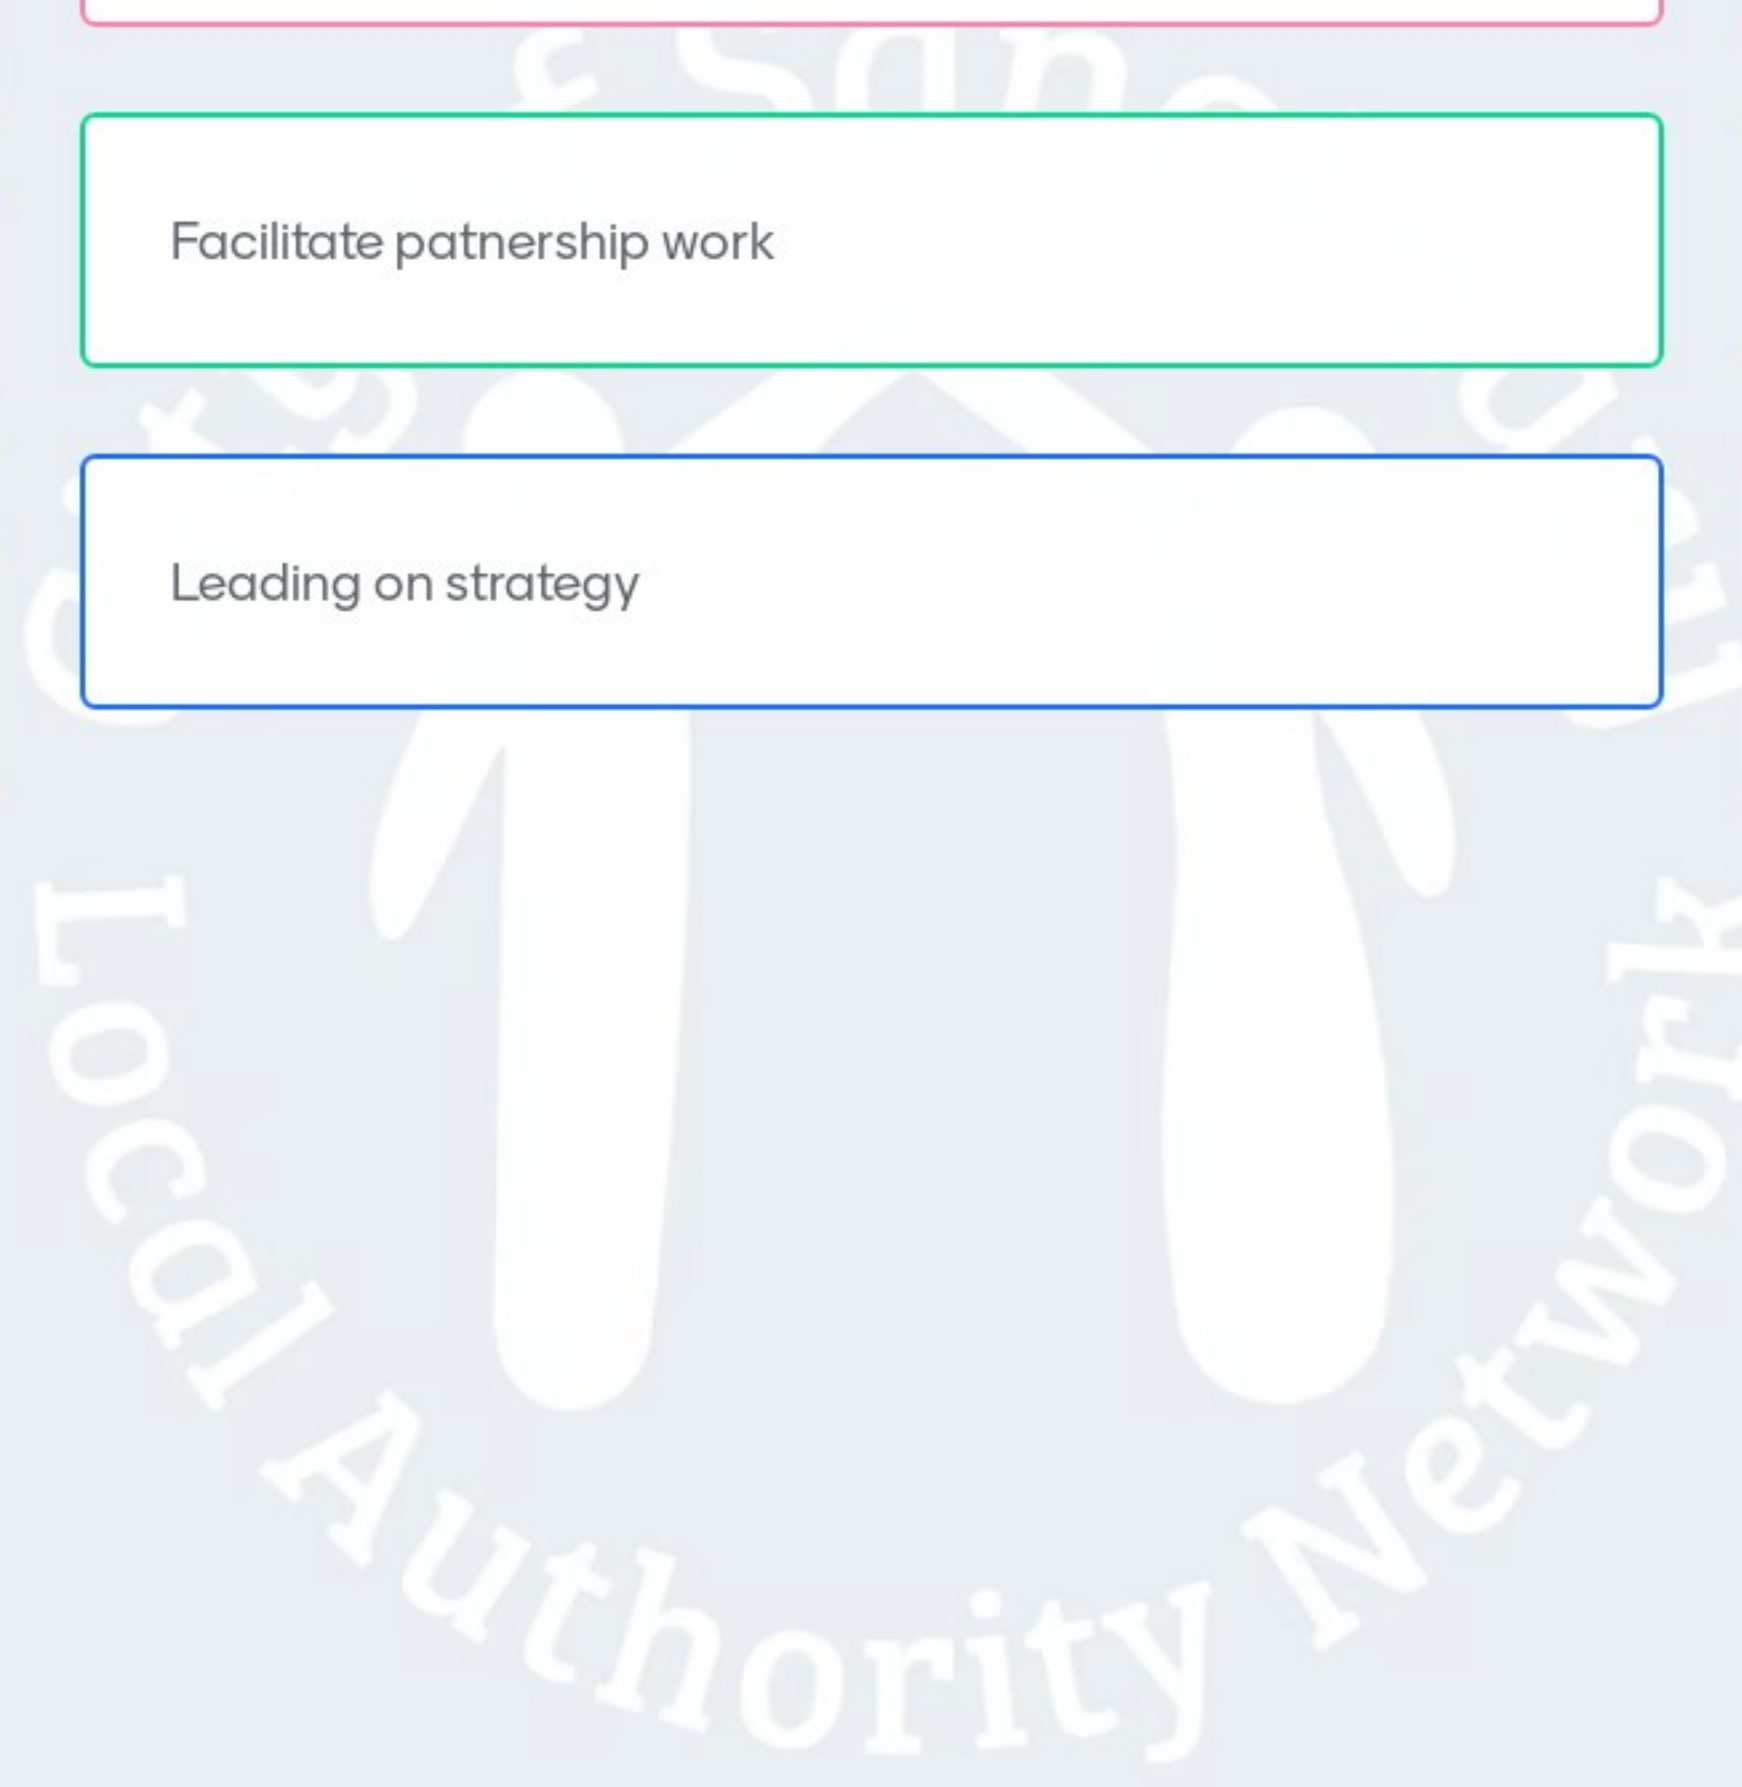 Facilitate patnership work
Leading on strategy
Local Authority Network